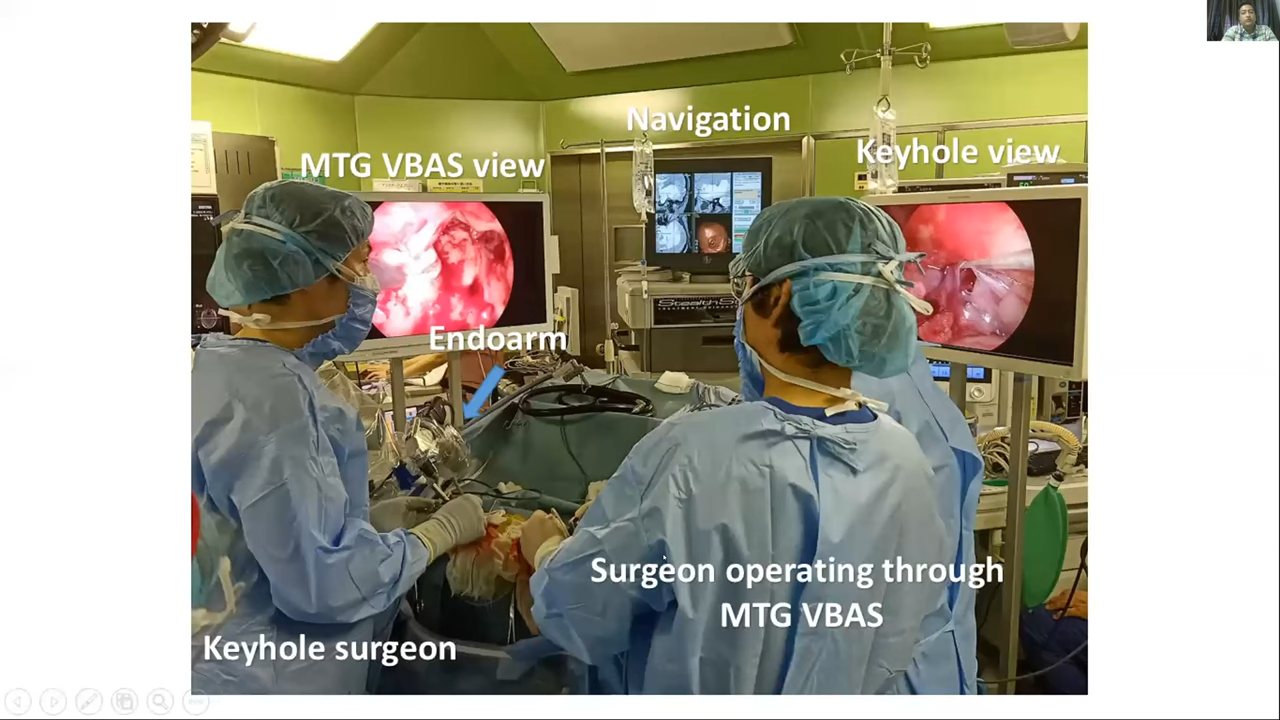 Navigation
MTG VBAS view
Keyhole view
Endoarm
Surgeon operating through
MTG VBAS
Keyhole surgeon